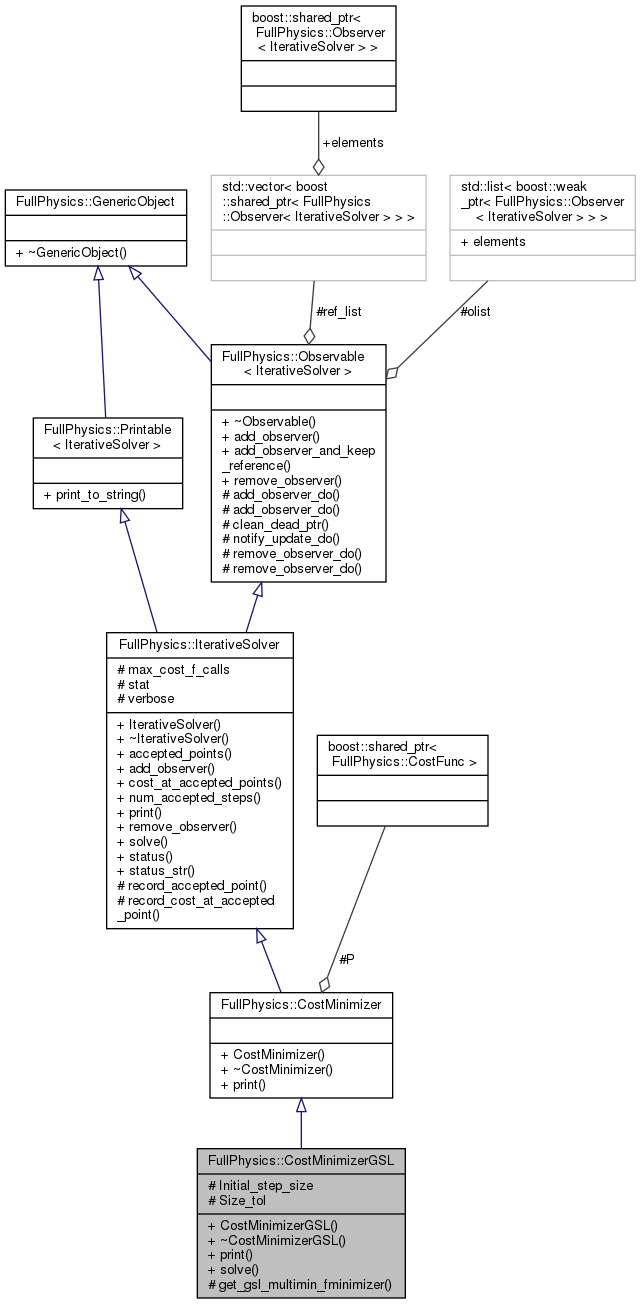 boost::shared_ptr<
FullPhysics::Observer
< IterativeSolver > >
+elements
FullPhysics::GenericObject
+ ~GenericObject()
std::vector< boost
::shared_ptr< FullPhysics
::Observer< IterativeSolver > > >
std::list< boost::weak
_ptr< FullPhysics::Observer
< IterativeSolver > > >
+ elements
#ref_list
#olist
FullPhysics::Observable
< IterativeSolver >
+ ~Observable()
+ add_observer()
+ add_observer_and_keep
_reference()
+ remove_observer()
# add_observer_do()
# add_observer_do()
# clean_dead_ptr()
# notify_update_do()
# remove_observer_do()
# remove_observer_do()
FullPhysics::Printable
< IterativeSolver >
+ print_to_string()
FullPhysics::IterativeSolver
# max_cost_f_calls
# stat
# verbose
+ IterativeSolver()
+ ~IterativeSolver()
+ accepted_points()
+ add_observer()
+ cost_at_accepted_points()
+ num_accepted_steps()
+ print()
+ remove_observer()
+ solve()
+ status()
+ status_str()
# record_accepted_point()
# record_cost_at_accepted
_point()
boost::shared_ptr<
FullPhysics::CostFunc >
#P
FullPhysics::CostMinimizer
+ CostMinimizer()
+ ~CostMinimizer()
+ print()
FullPhysics::CostMinimizerGSL
# Initial_step_size
# Size_tol
+ CostMinimizerGSL()
+ ~CostMinimizerGSL()
+ print()
+ solve()
# get_gsl_multimin_fminimizer()